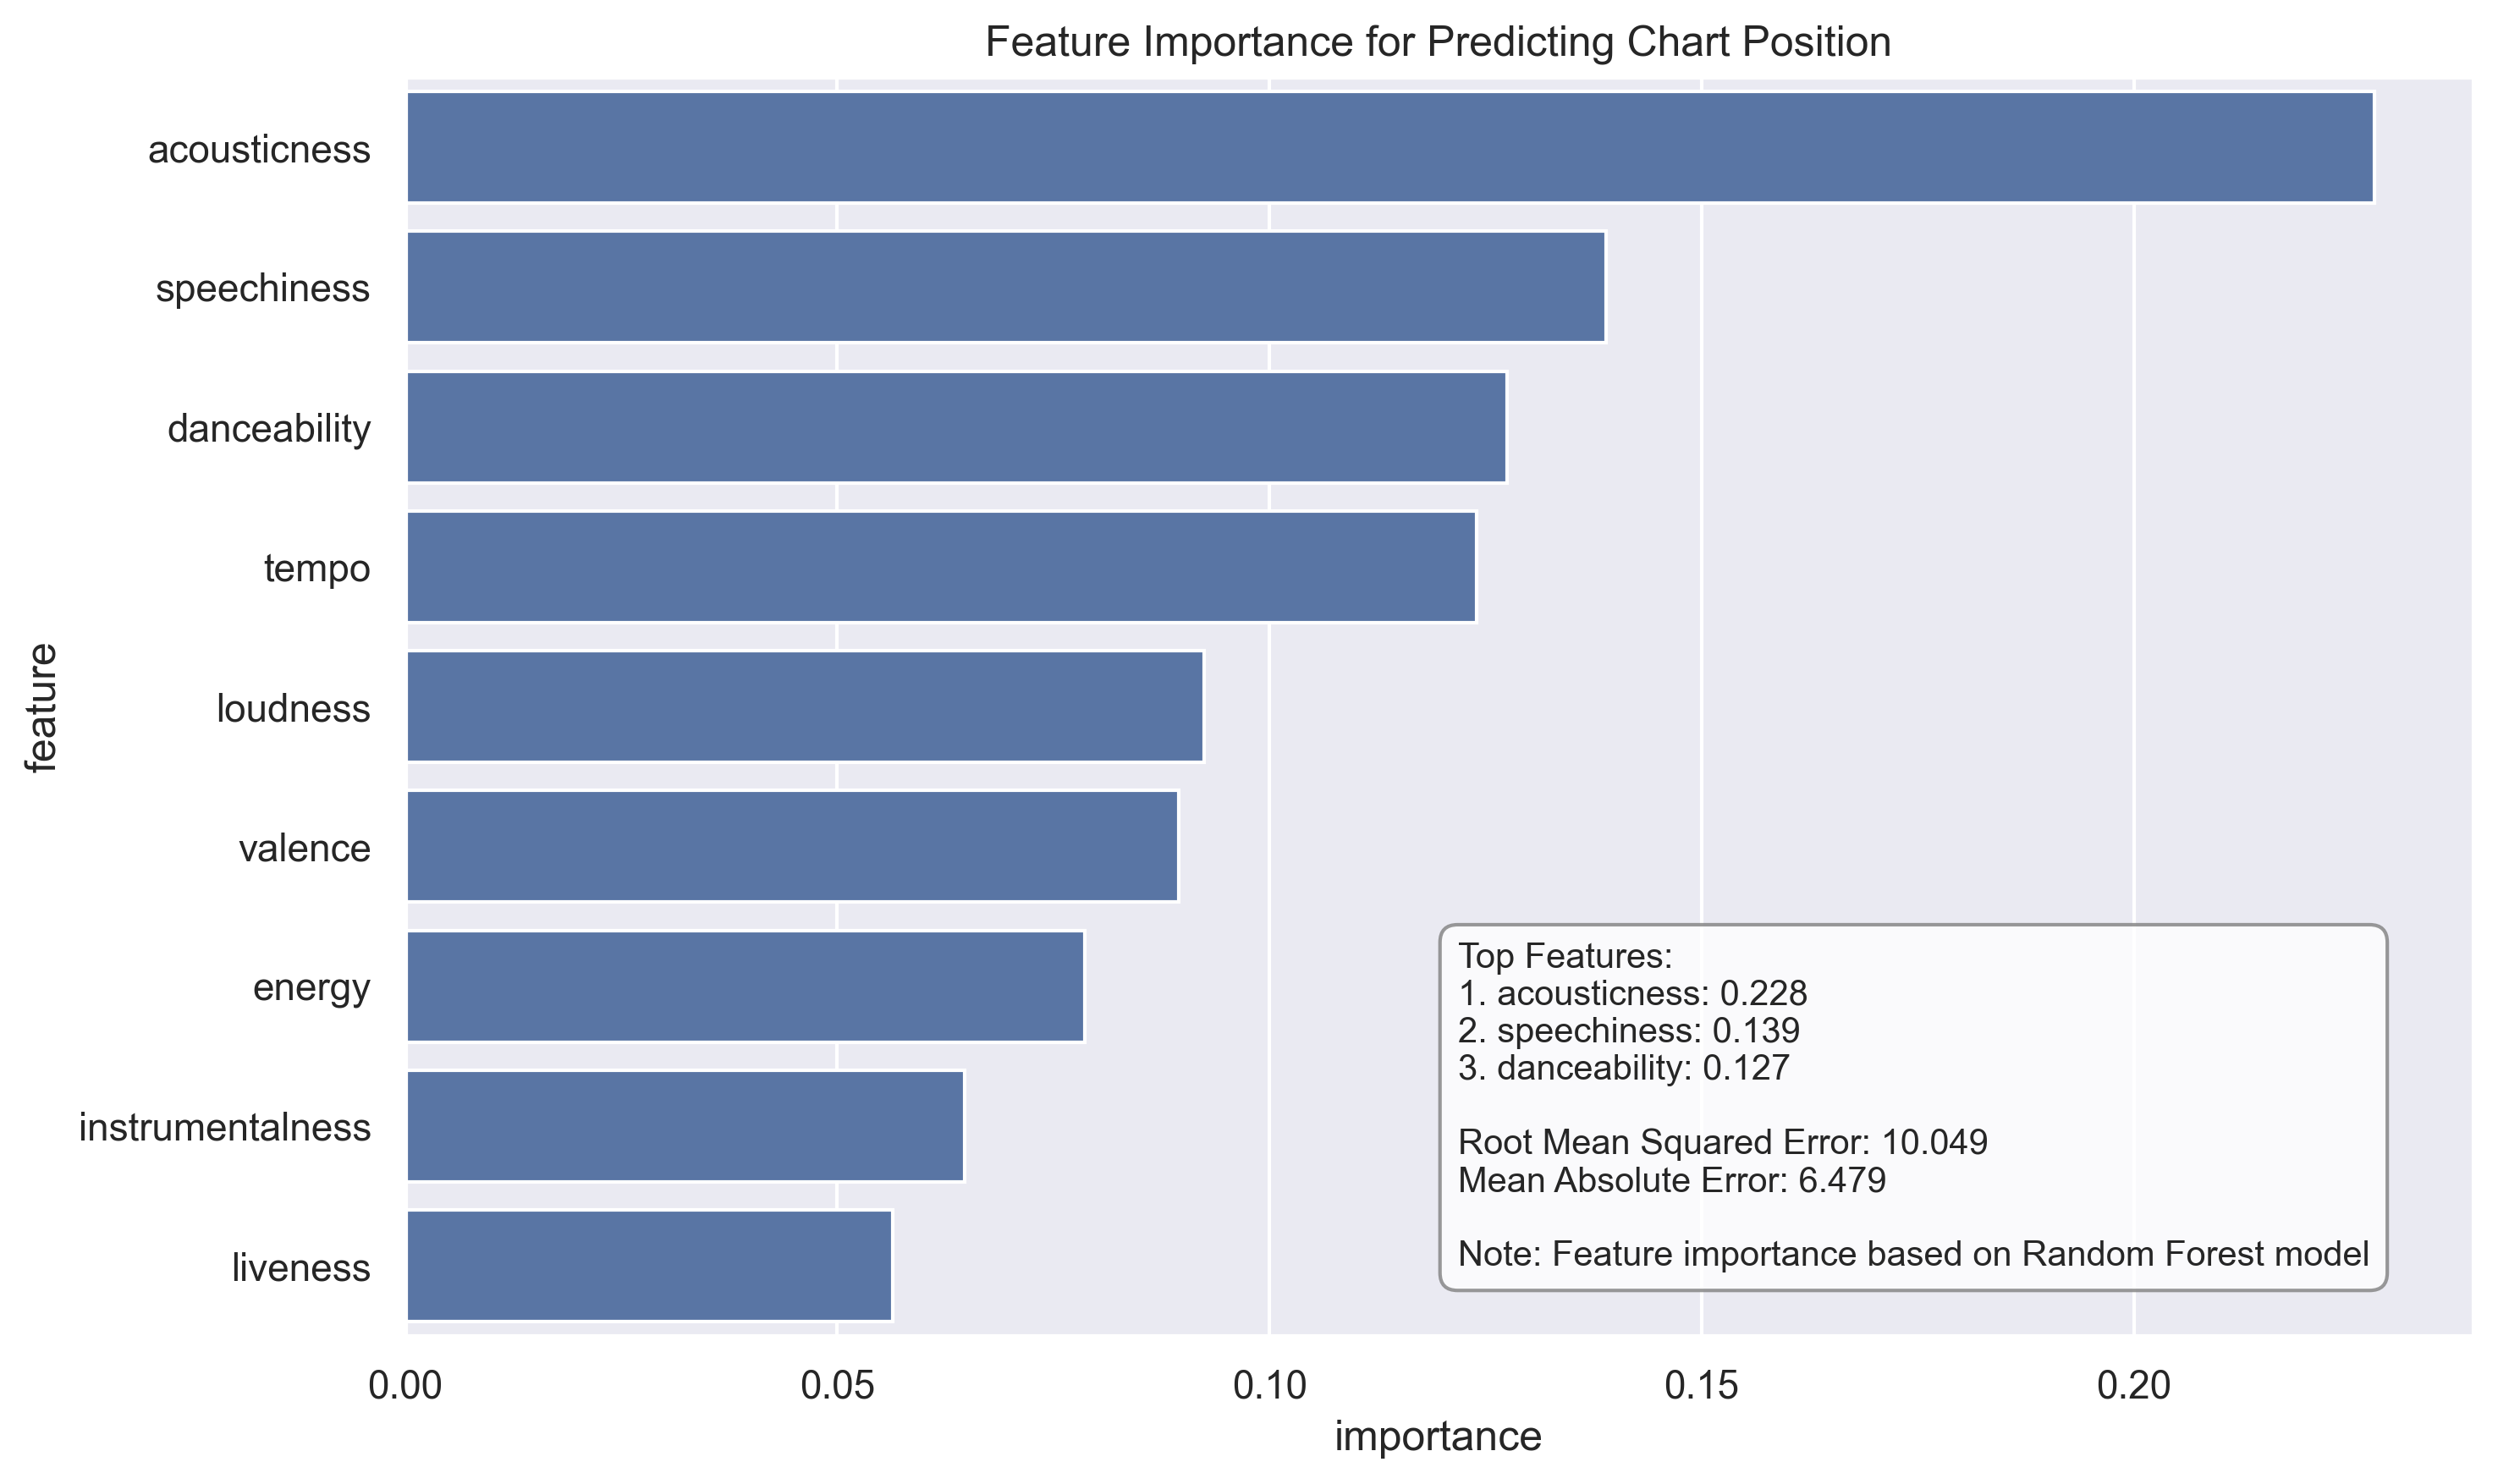 Feature Importance for Predicting Chart Position
acousticness
speechiness
danceability
tempo
loudness
valence
energy
instrumentalness
liveness
feature
Top Features:
1. acousticness: 0.228
2. speechiness: 0.139
3. danceability: 0.127
Root Mean Squared Error: 10.049
Mean Absolute Error: 6.479
Note: Feature importance based on Random Forest model
0.00 0.05 0.10 0.15 0.20
importance